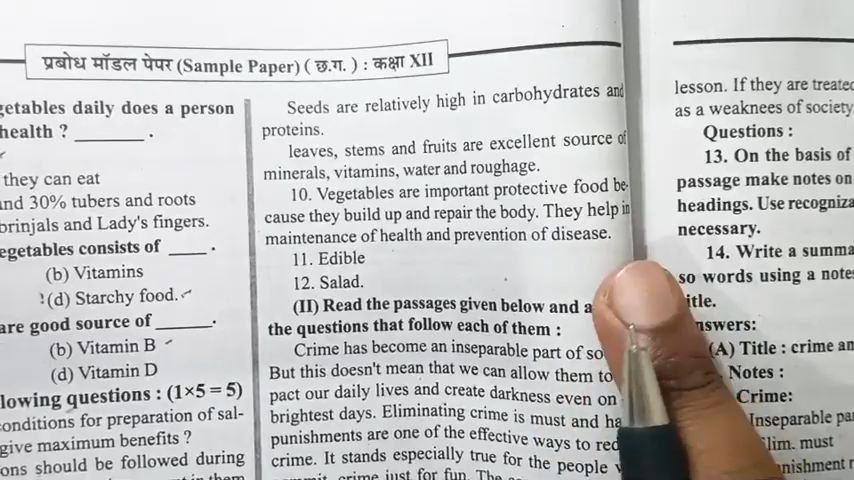 प्रबोध मॉडल पेपर (Sample Paper) ( छ.ग. ) : कक्षा XII
getables daily does a person
health ? ________ .
they can eat
nd 30% tubers and roots
brinjals and Lady's fingers.
egetables consists of ____ .
(b) Vitamins
(d) Starchy food.
are good source of ______.
(b) Vitamin B
(d) Vitamin D
lowing questions : (1×5 = 5)
onditions for preparation of sal-
give maximum benefits ?
ons should be followed during
Seeds are relatively high in carbohydrates and
proteins.
leaves, stems and fruits are excellent source of
minerals, vitamins, water and roughage.
10. Vegetables are important protective food be-
cause they build up and repair the body. They help in
maintenance of health and prevention of disease.
11. Edible
12. Salad.
(II) Read the passages given below and a
the questions that follow each of them :
Crime has become an inseparable part of so
But this doesn't mean that we can allow them to
pact our daily lives and create darkness even on
brightest days. Eliminating crime is must and ha
punishments are one of the effective ways to red
crime. It stands especially true for the people
commit crime just for fun. The
lesson. If they are treated
as a weaknees of society
Questions :
13. On the basis of
passage make notes on
headings. Use recogniza
necessary.
14. Write a summa
so words using a note
itle.
nswers:
(A) Title : crime an
Notes :
Crime:
Inseparable pa
lim. must
nishment